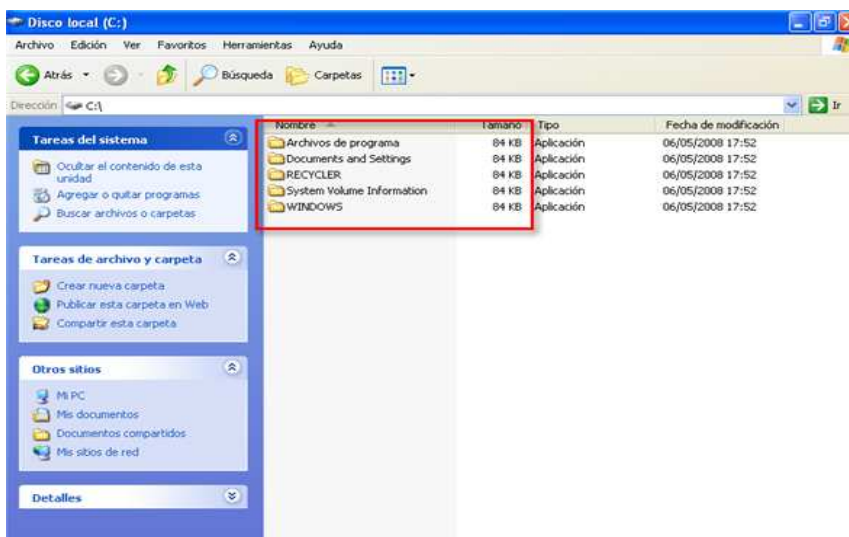 Disco local (C:)
Archivo Edición Ver Favoritos Herramientas Ayuda
Atrás Búsqueda Carpetas
Dirección C:\ Ir
Tareas del sistema
Ocultar el contenido de esta
unidad
Agregar o quitar programas
Buscar archivos o carpetas
Tareas de archivo y carpeta
Crear nueva carpeta
Publicar esta carpeta en Web
Compartir esta carpeta
Otros sitios
Mi PC
Mis documentos
Documentos compartidos
Mis sitios de red
Detalles
Nombre Tamaño Tipo Fecha de modificación
Archivos de programa 84 KB Aplicación 06/05/2008 17:52
Documents and Settings 84 KB Aplicación 06/05/2008 17:52
RECYCLER 84 KB Aplicación 06/05/2008 17:52
System Volume Information 84 KB Aplicación 06/05/2008 17:52
WINDOWS 84 KB Aplicación 06/05/2008 17:52